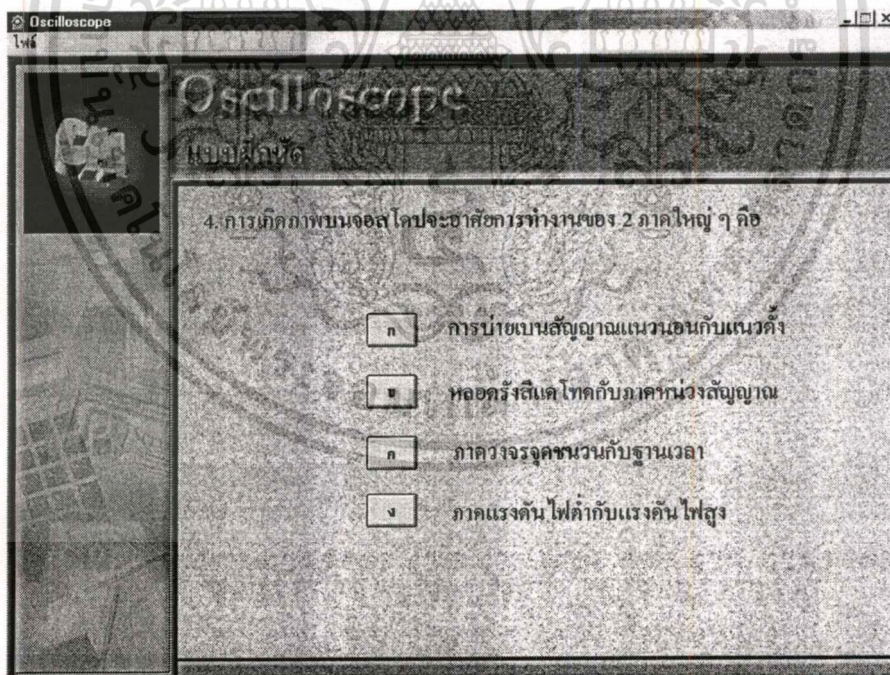 Oscilloscope
ไฟล์
Oscilloscope
แบบฝึกหัด
4. การเกิดภาพบนจอสโคปจะอาศัยการทำงานของ 2 ภาคใหญ่ ๆ คือ
ก การบ่ายเบนสัญญาณแนวนอนกับแนวตั้ง
ข หลอดรังสีแคโทดกับภาคหน่วงสัญญาณ
ค ภาควงจรจุดชนวนกับฐานเวลา
ง ภาคแรงดันไฟต่ำกับแรงดันไฟสูง